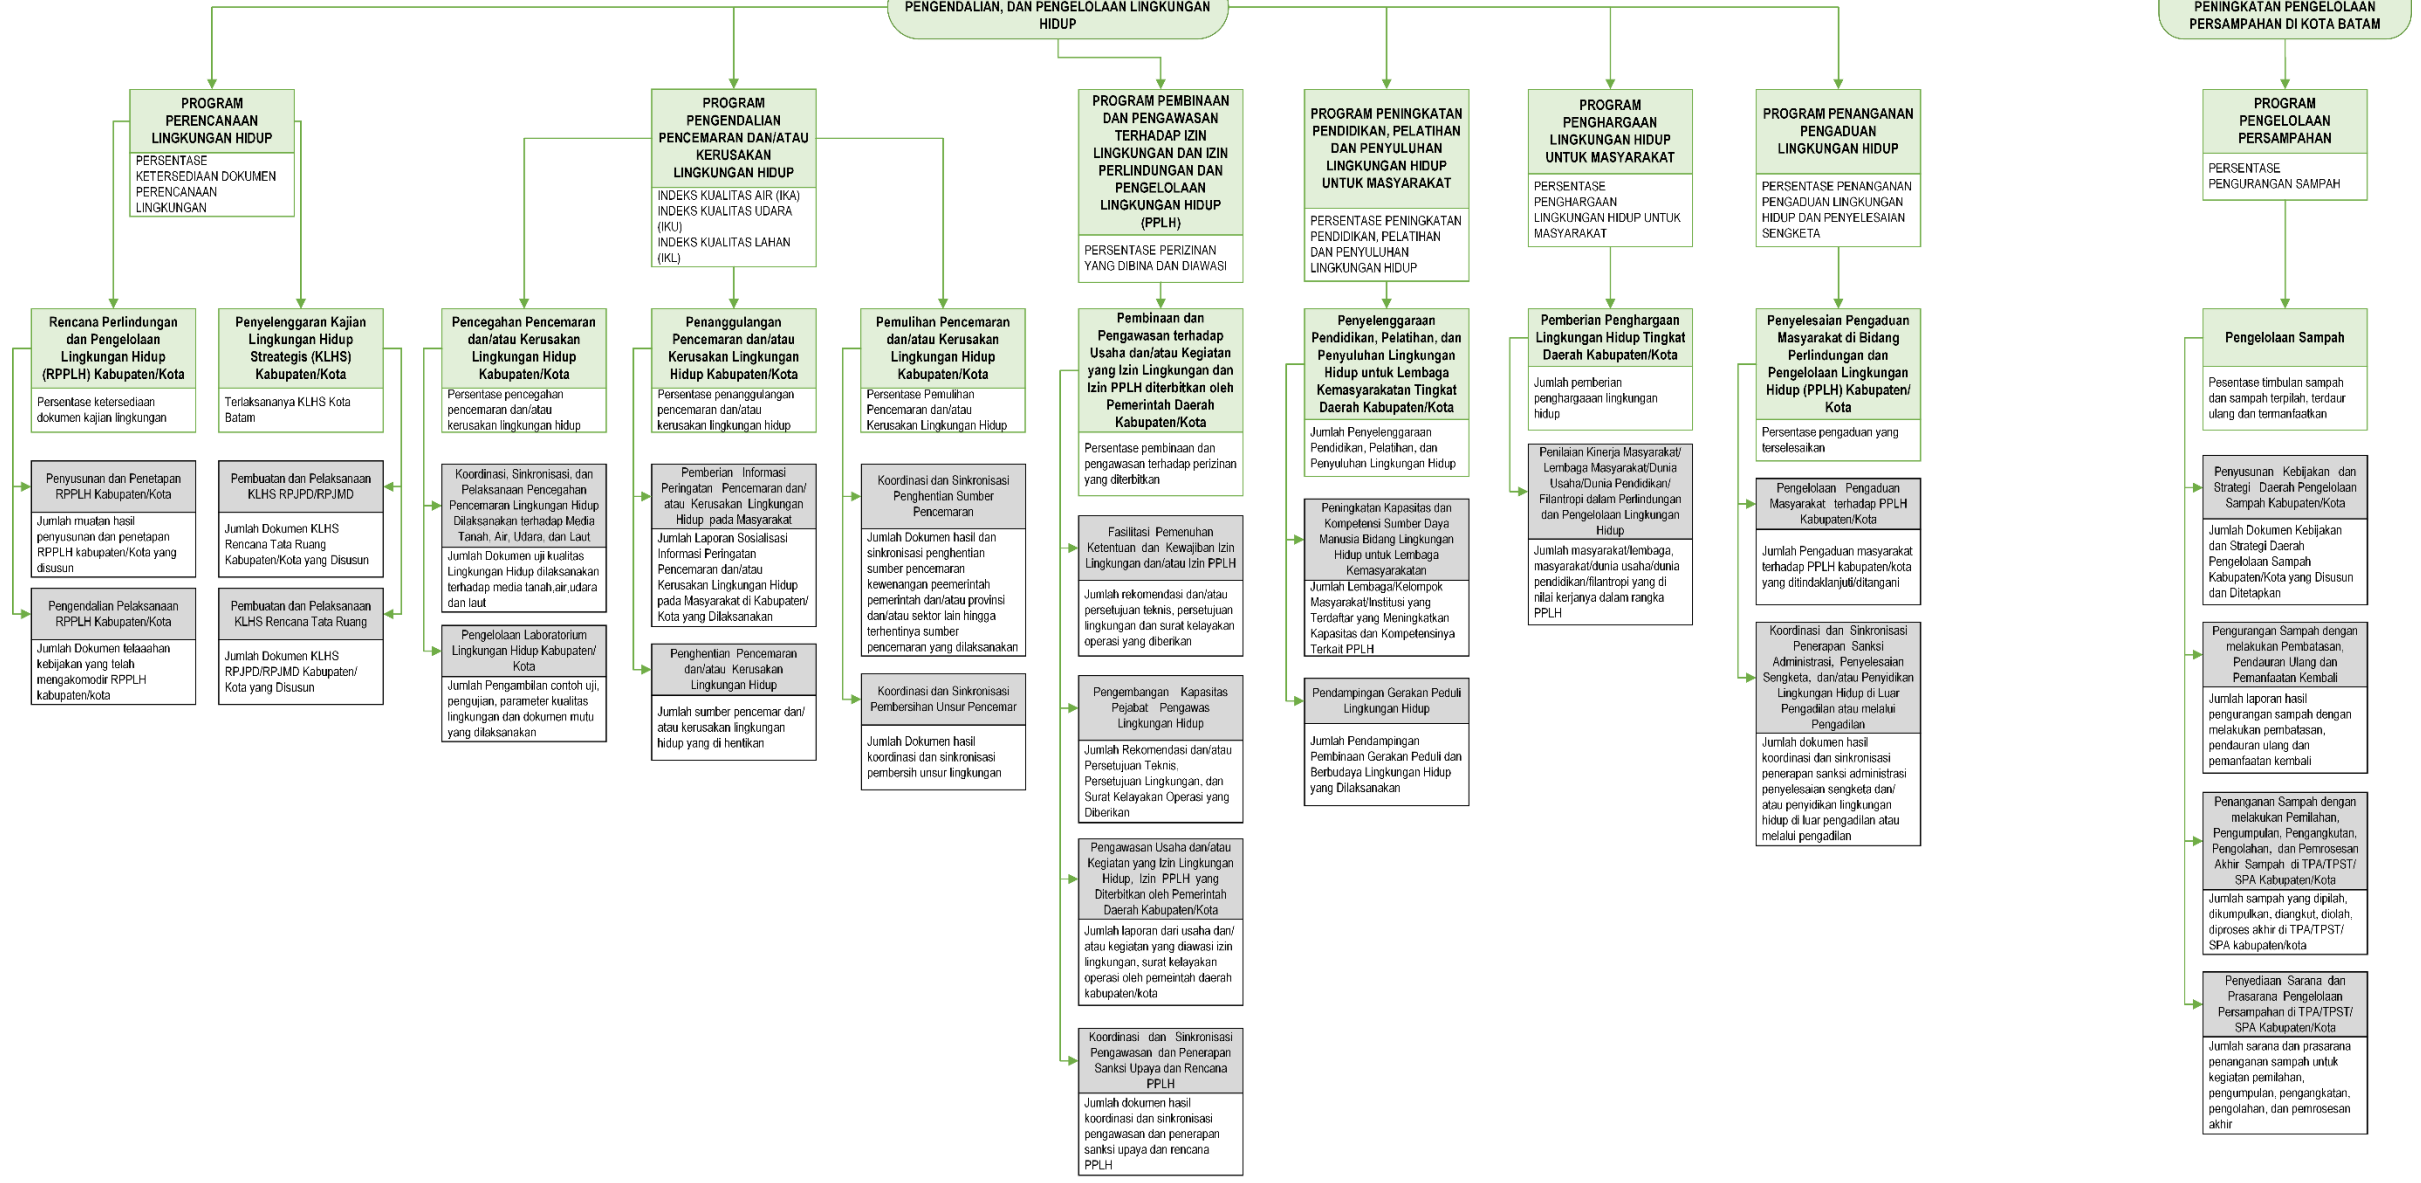 PENGENDALIAN, DAN PENGELOLAAN LINGKUNGAN
HIDUP
PENINGKATAN PENGELOLAAN
PERSAMPAHAN DI KOTA BATAM
PROGRAM
PERENCANAAN
LINGKUNGAN HIDUP
PERSENTASE
KETERSEDIAAN DOKUMEN
PERENCANAAN
LINGKUNGAN
PROGRAM
PENGENDALIAN
PENCEMARAN DAN/ATAU
KERUSAKAN
LINGKUNGAN HIDUP
INDEKS KUALITAS AIR (IKA)
INDEKS KUALITAS UDARA
(IKU)
INDEKS KUALITAS LAHAN
(IKL)
PROGRAM PEMBINAAN
DAN PENGAWASAN
TERHADAP IZIN
LINGKUNGAN DAN IZIN
PERLINDUNGAN DAN
PENGELOLAAN
LINGKUNGAN HIDUP
(PPLH)
PERSENTASE PERIZINAN
YANG DIBINA DAN DIAWASI
PROGRAM PENINGKATAN
PENDIDIKAN, PELATIHAN
DAN PENYULUHAN
LINGKUNGAN HIDUP
UNTUK MASYARAKAT
PERSENTASE PENINGKATAN
PENDIDIKAN, PELATIHAN
DAN PENYULUHAN
LINGKUNGAN HIDUP
PROGRAM
PENGHARGAAN
LINGKUNGAN HIDUP
UNTUK MASYARAKAT
PERSENTASE
PENGHARGAAN
LINGKUNGAN HIDUP UNTUK
MASYARAKAT
PROGRAM PENANGANAN
PENGADUAN
LINGKUNGAN HIDUP
PERSENTASE PENANGANAN
PENGADUAN LINGKUNGAN
HIDUP DAN PENYELESAIAN
SENGKETA
PROGRAM
PENGELOLAAN
PERSAMPAHAN
PERSENTASE
PENGURANGAN SAMPAH
Rencana Perlindungan
dan Pengelolaan
Lingkungan Hidup
(RPPLH) Kabupaten/Kota
Persentase ketersediaan
dokumen kajian lingkungan
Penyusunan dan Penetapan
RPPLH Kabupaten/Kota
Jumlah muatan hasil
penyusunan dan penetapan
RPPLH kabupaten/Kota yang
disusun
Pengendalian Pelaksanaan
RPPLH Kabupaten/Kota
Jumlah Dokumen telaaahan
kebijakan yang telah
mengakomodir RPPLH
kabupaten/kota
Penyelenggaran Kajian
Lingkungan Hidup
Streategis (KLHS)
Kabupaten/Kota
Terlaksananya KLHS Kota
Batam
Pembuatan dan Pelaksanaan
KLHS RPJPD/RPJMD
Jumlah Dokumen KLHS
Rencana Tata Ruang
Kabupaten/Kota yang Disusun
Pembuatan dan Pelaksanaan
KLHS Rencana Tata Ruang
Jumlah Dokumen KLHS
RPJPD/RPJMD Kabupaten/
Kota yang Disusun
Pencegahan Pencemaran
dan/atau Kerusakan
Lingkungan Hidup
Kabupaten/Kota
Persentase pencegahan
pencemaran dan/atau
kerusakan lingkungan hidup
Koordinasi, Sinkronisasi, dan
Pelaksanaan Pencegahan
Pencemaran Lingkungan Hidup
Dilaksanakan terhadap Media
Tanah, Air, Udara, dan Laut
Jumlah Dokumen uji kualitas
Lingkungan Hidup dilaksanakan
terhadap media tanah,air,udara
dan laut
Pengelolaan Laboratorium
Lingkungan Hidup Kabupaten/
Kota
Jumlah Pengambilan contoh uji,
pengujian, parameter kualitas
lingkungan dan dokumen mutu
yang dilaksanakan
Penanggulangan
Pencemaran dan/atau
Kerusakan Lingkungan
Hidup Kabupaten/Kota
Persentase penanggulangan
pencemaran dan/atau
kerusakan lingkungan hidup
Pemberian Informasi
Peringatan Pencemaran dan/
atau Kerusakan Lingkungan
Hidup pada Masyarakat
Jumlah Laporan Sosialisasi
Informasi Peringatan
Pencemaran dan/atau
Kerusakan Lingkungan Hidup
pada Masyarakat di Kabupaten/
Kota yang Dilaksanakan
Penghentian Pencemaran
dan/atau Kerusakan
Lingkungan Hidup
Jumlah sumber pencemar dan/
atau kerusakan lingkungan
hidup yang di hentikan
Pemulihan Pencemaran
dan/atau Kerusakan
Lingkungan Hidup
Kabupaten/Kota
Persentase Pemulihan
Pencemaran dan/atau
Kerusakan Lingkungan Hidup
Koordinasi dan Sinkronisasi
Penghentian Sumber
Pencemaran
Jumlah Dokumen hasil dan
sinkronisasi penghentian
sumber pencemaran
kewenangan peemerintah
pemerintah dan/atau provinsi
dan/atau sektor lain hingga
terhentinya sumber
pencemaran yang dilaksanakan
Koordinasi dan Sinkronisasi
Pembersihan Unsur Pencemar
Jumlah Dokumen hasil
koordinasi dan sinkronisasi
pembersih unsur lingkungan
Pembinaan dan
Pengawasan terhadap
Usaha dan/atau Kegiatan
yang Izin Lingkungan dan
Izin PPLH diterbitkan oleh
Pemerintah Daerah
Kabupaten/Kota
Persentase pembinaan dan
pengawasan terhadap perizinan
yang diterbitkan
Fasilitasi Pemenuhan
Ketentuan dan Kewajiban Izin
Lingkungan dan/atau Izin PPLH
Jumlah rekomendasi dan/atau
persetujuan teknis, persetujuan
lingkungan dan surat kelayakan
operasi yang diberikan
Pengembangan Kapasitas
Pejabat Pengawas
Lingkungan Hidup
Jumlah Rekomendasi dan/atau
Persetujuan Teknis,
Persetujuan Lingkungan, dan
Surat Kelayakan Operasi yang
Diberikan
Pengawasan Usaha dan/atau
Kegiatan yang Izin Lingkungan
Hidup, Izin PPLH yang
Diterbitkan oleh Pemerintah
Daerah Kabupaten/Kota
Jumlah laporan dari usaha dan/
atau kegiatan yang diawasi izin
lingkungan, surat kelayakan
operasi oleh pemeintah daerah
kabupaten/kota
Koordinasi dan Sinkronisasi
Pengawasan dan Penerapan
Sanksi Upaya dan Rencana
PPLH
Jumlah dokumen hasil
koordinasi dan sinkronisasi
pengawasan dan penerapan
sanksi upaya dan rencana
PPLH
Penyelenggaraan
Pendidikan, Pelatihan, dan
Penyuluhan Lingkungan
Hidup untuk Lembaga
Kemasyarakatan Tingkat
Daerah Kabupaten/Kota
Jumlah Penyelenggaraan
Pendidikan, Pelatihan, dan
Penyuluhan Lingkungan Hidup
Peningkatan Kapasitas dan
Kompetensi Sumber Daya
Manusia Bidang Lingkungan
Hidup untuk Lembaga
Kemasyarakatan
Jumlah Lembaga/Kelompok
Masyarakat/Institusi yang
Terdaftar yang Meningkatkan
Kapasitas dan Kompetensinya
Terkait PPLH
Pendampingan Gerakan Peduli
Lingkungan Hidup
Jumlah Pendampingan
Pembinaan Gerakan Peduli dan
Berbudaya Lingkungan Hidup
yang Dilaksanakan
Pemberian Penghargaan
Lingkungan Hidup Tingkat
Daerah Kabupaten/Kota
Jumlah pemberian
penghargaaan lingkungan
hidup
Penilaian Kinerja Masyarakat/
Lembaga Masyarakat/Dunia
Usaha/Dunia Pendidikan/
Filantropi dalam Perlindungan
dan Pengelolaan Lingkungan
Hidup
Jumlah masyarakat/lembaga,
masyarakat/dunia usaha/dunia
pendidikan/filantropi yang di
nilai kerjanya dalam rangka
PPLH
Penyelesaian Pengaduan
Masyarakat di Bidang
Perlindungan dan
Pengelolaan Lingkungan
Hidup (PPLH) Kabupaten/
Kota
Persentase pengaduan yang
terselesaikan
Pengelolaan Pengaduan
Masyarakat terhadap PPLH
Kabupaten/Kota
Jumlah Pengaduan masyarakat
terhadap PPLH kabupaten/kota
yang ditindaklanjuti/ditangani
Koordinasi dan Sinkronisasi
Penerapan Sanksi
Administrasi, Penyelesaian
Sengketa, dan/atau Penyidikan
Lingkungan Hidup di Luar
Pengadilan atau melalui
Pengadilan
Jumlah dokumen hasil
koordinasi dan sinkronisasi
penerapan sanksi administrasi
penyelesaian sengketa dan/
atau penyidikan lingkungan
hidup di luar pengadilan atau
melalui pengadilan
Pengelolaan Sampah
Pesentase timbulan sampah
dan sampah terpilah, terdaur
ulang dan termanfaatkan
Penyusunan Kebijakan dan
Strategi Daerah Pengelolaan
Sampah Kabupaten/Kota
Jumlah Dokumen Kebijakan
dan Strategi Daerah
Pengelolaan Sampah
Kabupaten/Kota yang Disusun
dan Ditetapkan
Pengurangan Sampah dengan
melakukan Pembatasan,
Pendauran Ulang dan
Pemanfaatan Kembali
Jumlah laporan hasil
pengurangan sampah dengan
melakukan pembatasan,
pendauran ulang dan
pemanfaatan kembali
Penanganan Sampah dengan
melakukan Pemilahan,
Pengumpulan, Pengangkutan,
Pengolahan, dan Pemrosesan
Akhir Sampah di TPA/TPST/
SPA Kabupaten/Kota
Jumlah sampah yang dipilah,
dikumpulkan, diangkut, diolah,
diproses akhir di TPA/TPST/
SPA kabupaten/kota
Penyediaan Sarana dan
Prasarana Pengelolaan
Persampahan di TPA/TPST/
SPA Kabupaten/Kota
Jumlah sarana dan prasarana
penanganan sampah untuk
kegiatan pemilahan,
pengumpulan, pengangkatan,
pengolahan, dan pemrosesan
akhir